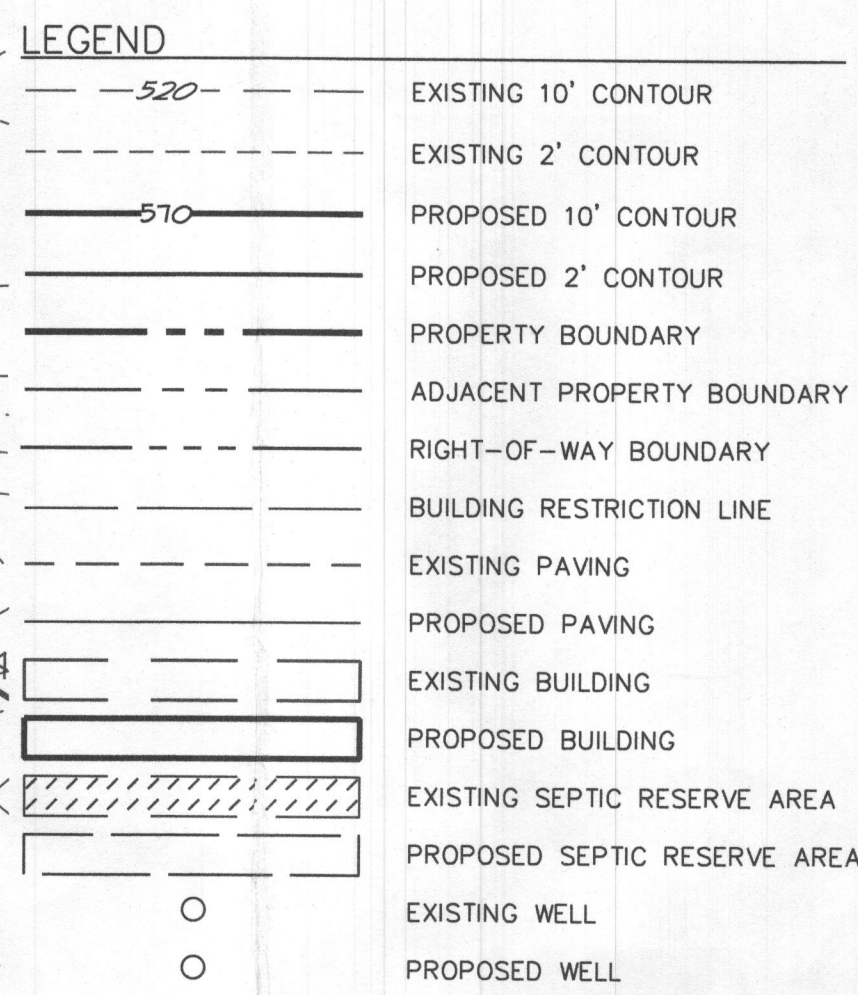 LEGEND
520 EXISTING 10' CONTOUR
EXISTING 2' CONTOUR
510 PROPOSED 10' CONTOUR
PROPOSED 2' CONTOUR
PROPERTY BOUNDARY
ADJACENT PROPERTY BOUNDARY
RIGHT-OF-WAY BOUNDARY
BUILDING RESTRICTION LINE
EXISTING PAVING
PROPOSED PAVING
EXISTING BUILDING
PROPOSED BUILDING
EXISTING SEPTIC RESERVE AREA
PROPOSED SEPTIC RESERVE AREA
EXISTING WELL
PROPOSED WELL